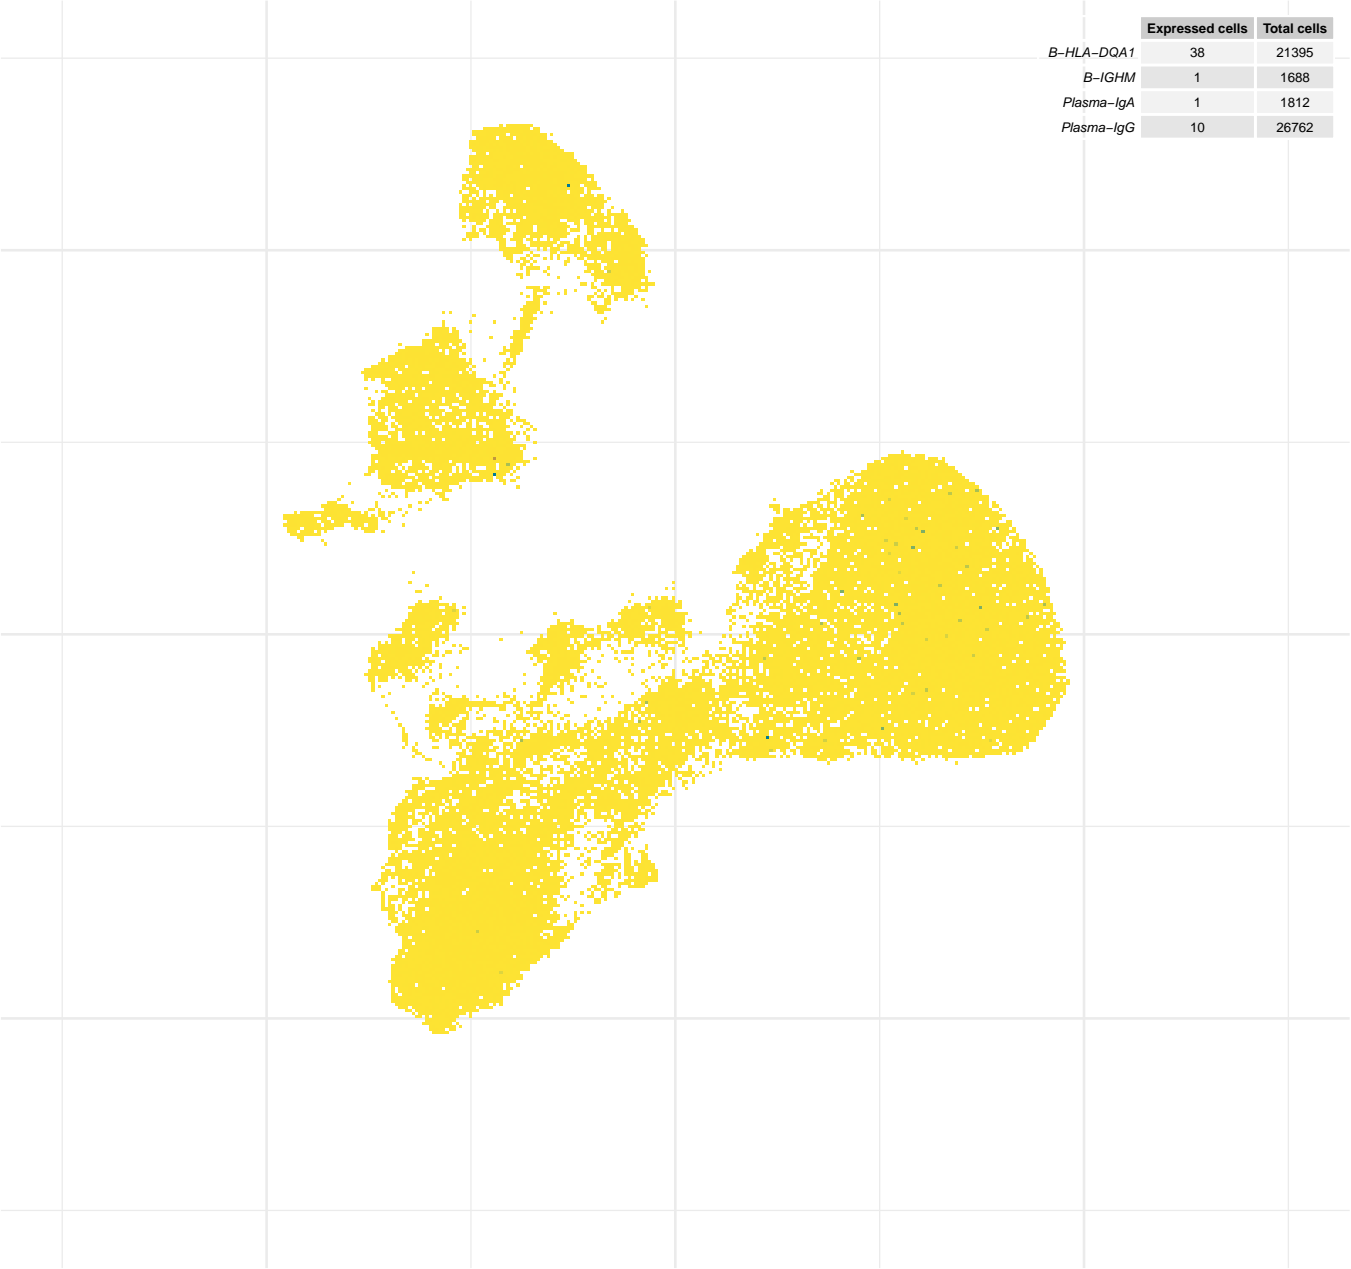 Expressed cells Total cells
B−HLA−DQA1 38 21395
B−IGHM 1 1688
Plasma−IgA 1 1812
Plasma−IgG 10 26762